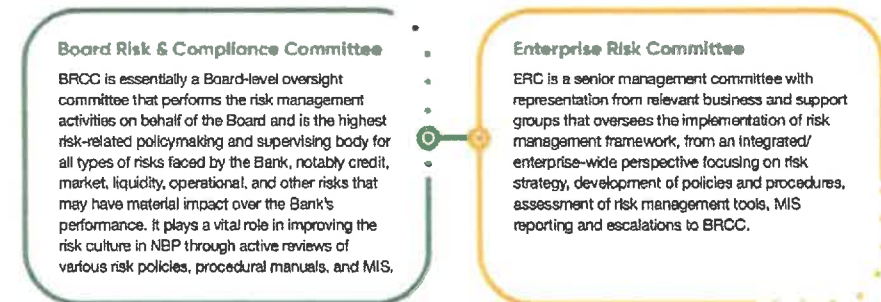 Board Risk & Compliance Committee
BRCC is essentially a Board-level oversight
committee that performs the risk management
activities on behalf of the Board and is the highest
risk-related policymaking and supervising body for
all types of risks faced by the Bank, notably credit,
market, liquidity, operational, and other risks that
may have material impact over the Bank's
performance. It plays a vital role in improving the
risk culture in NBP through active reviews of
various risk policies, procedural manuals, and MIS.
Enterprise Risk Committee
ERC is a senior management committee with
representation from relevant business and support
groups that oversees the implementation of risk
management framework, from an integrated/
enterprise-wide perspective focusing on risk
strategy, development of policies and procedures,
assessment of risk management tools, MIS
reporting and escalations to BRCC.